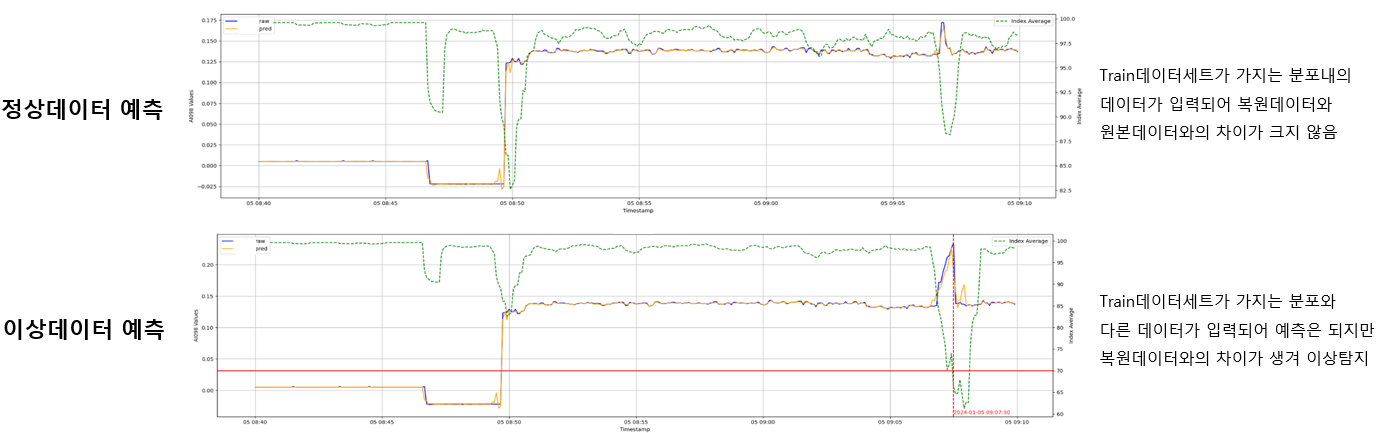 0.175
0.150
0.125
0.100
0.075
0.050
0.025
0.000
−0.025
AI098 Values
raw
pred
Index Average
100.0
97.5
95.0
92.5
90.0
87.5
85.0
82.5
Index Average
05 08:40
05 08:45
05 08:50
05 08:55
05 09:00
05 09:05
05 09:10
Timestamp
정상데이터 예측
Train데이터세트가 가지는 분포내의
데이터가 입력되어 복원데이터와
원본데이터와의 차이가 크지 않음
0.20
0.15
0.10
0.05
0.00
AI098 Values
raw
pred
Index Average
100
95
90
85
80
75
70
65
60
Index Average
2024-01-05 09:07:30
05 08:40
05 08:45
05 08:50
05 08:55
05 09:00
05 09:05
05 09:10
Timestamp
이상데이터 예측
Train데이터세트가 가지는 분포와
다른 데이터가 입력되어 예측은 되지만
복원데이터와의 차이가 생겨 이상탐지